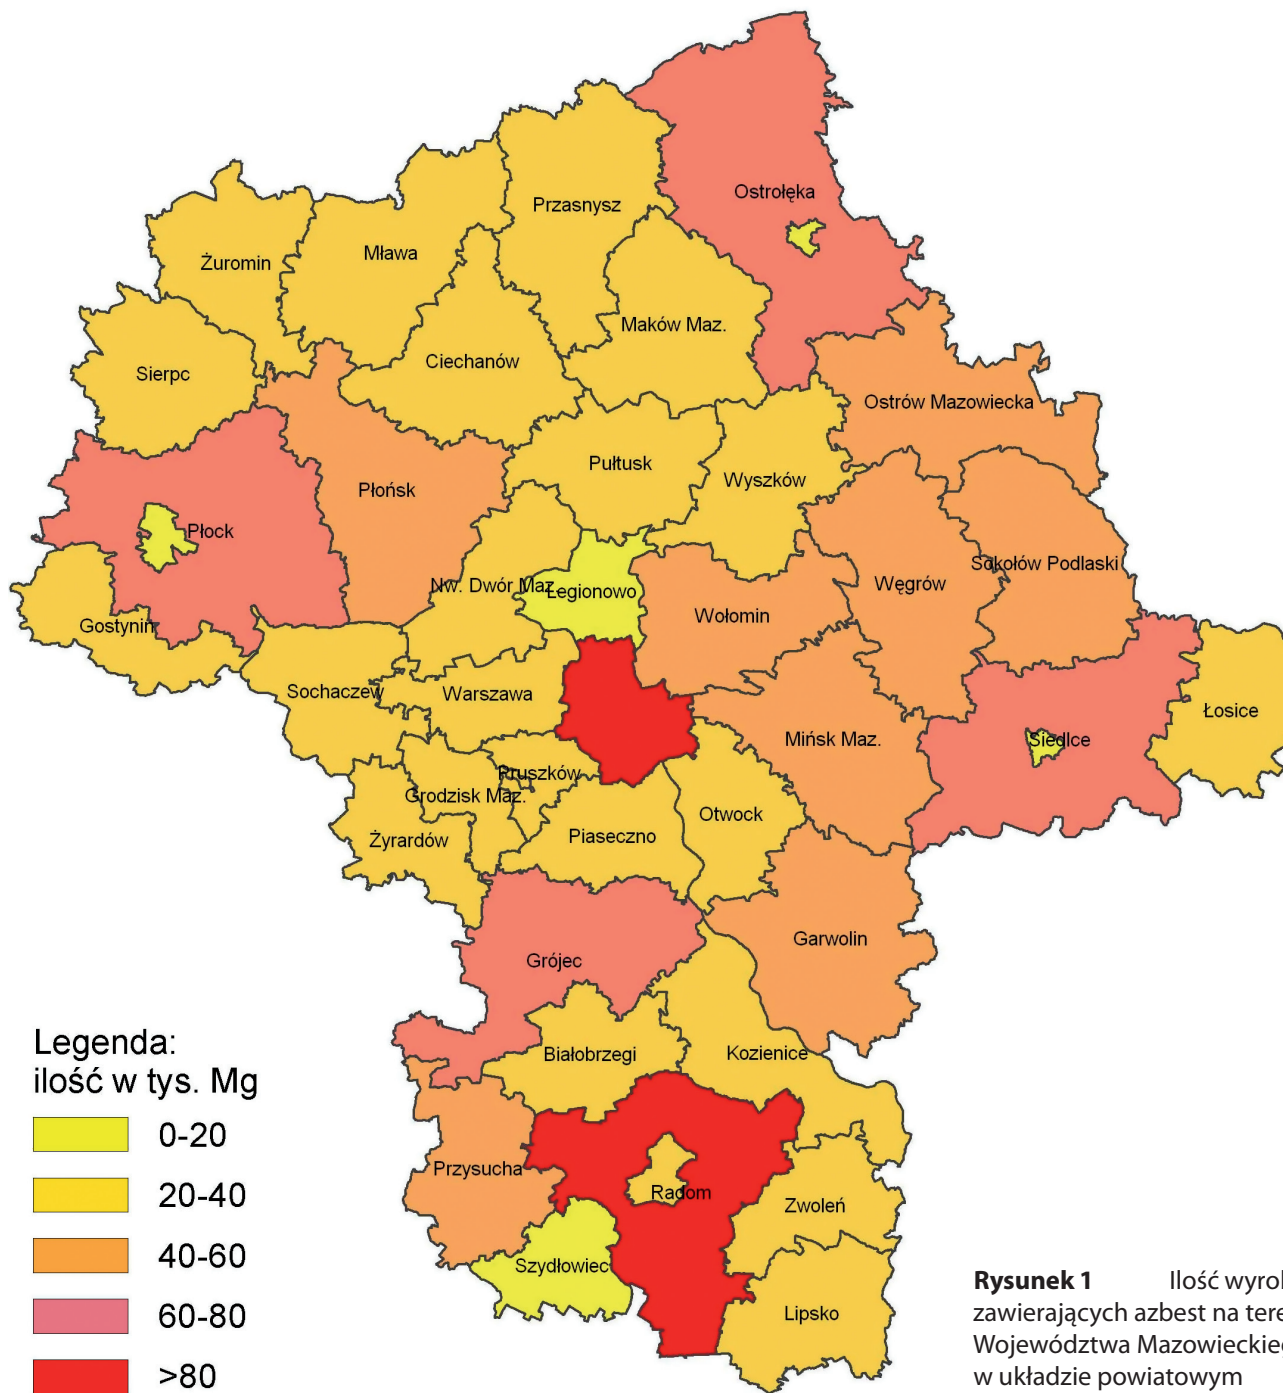 Ostrołęka
Przasnysz
Mława
Żuromin
Maków Maz.
Ciechanów
Sierpc
Ostrów Mazowiecka
Pułtusk
Wyszków
Płońsk
Płock
Sokołów Podlaski
Węgrów
Nw. Dwór Maz.
Legionowo
Wołomin
Gostynin
Sochaczew
Warszawa
Łosice
Mińsk Maz.
Siedlce
Pruszków
Grodzisk Maz.
Otwock
Żyrardów
Piaseczno
Garwolin
Grójec
Białobrzegi
Kozienice
Przysucha
Radom
Zwoleń
Szydłowiec
Lipsko
Legenda:
ilość w tys. Mg
0-20
20-40
40-60
60-80
>80
Rysunek 1 Ilość wyrob
zawierających azbest na tere
Województwa Mazowieckie
w układzie powiatowym